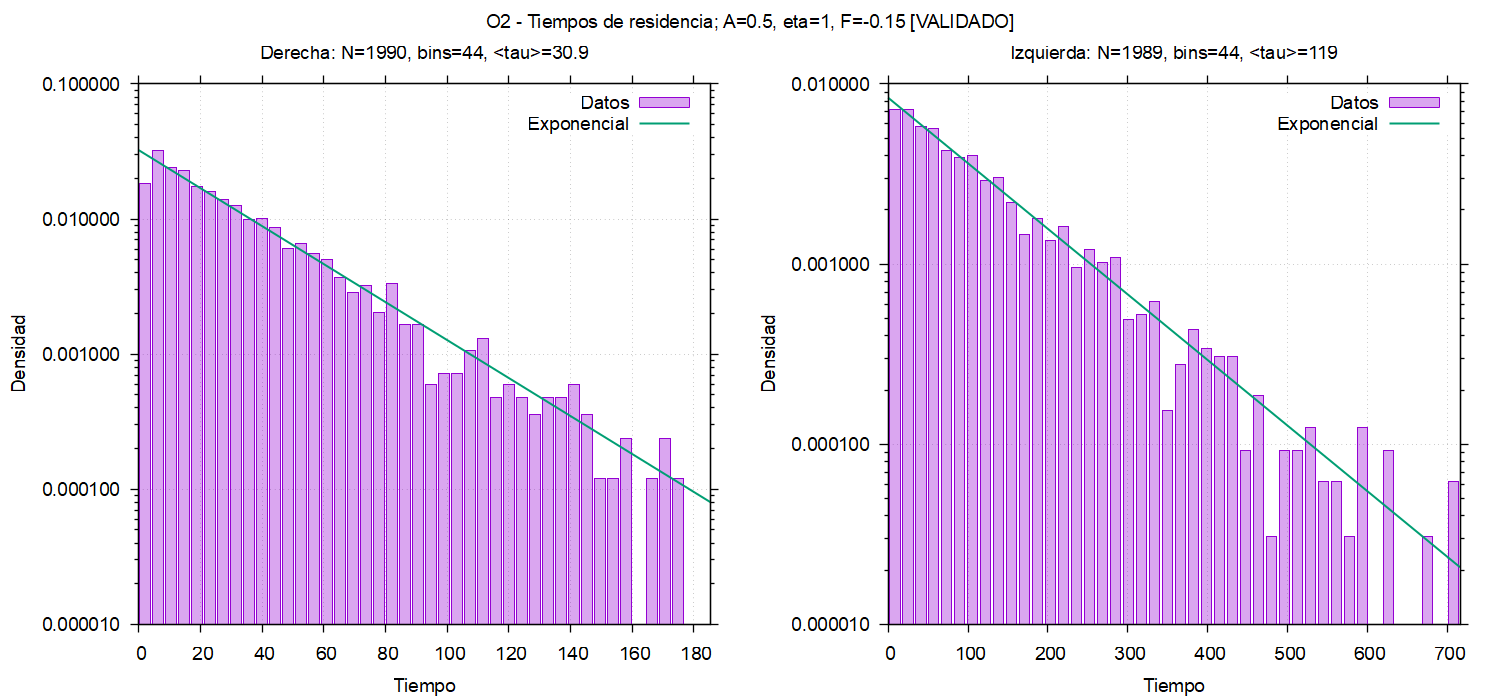 O2 - Tiempos de residencia; A=0.5, eta=1, F=-0.15 [VALIDADO]
Derecha: N=1990, bins=44, <tau>=30.9
0.100000
0.010000
0.001000
0.000100
0.000010
Densidad
Datos
Exponencial
0 20 40 60 80 100 120 140 160 180
Tiempo
Izquierda: N=1989, bins=44, <tau>=119
0.010000
0.001000
0.000100
0.000010
Densidad
Datos
Exponencial
0 100 200 300 400 500 600 700
Tiempo